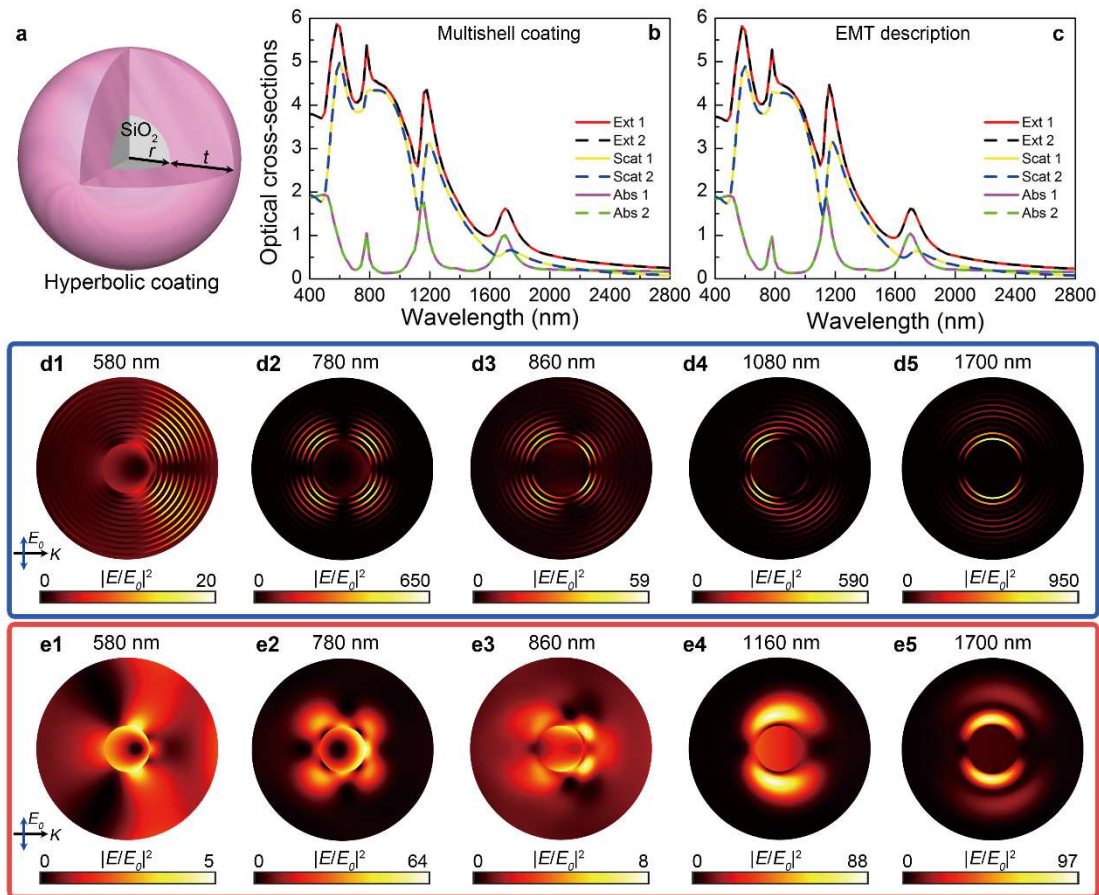 a
SiO2
r
t
Hyperbolic coating
Multishell coating
b
Optical cross-sections
6
5
4
3
2
1
0
Ext 1
Ext 2
Scat 1
Scat 2
Abs 1
Abs 2
400 800 1200 1600 2000 2400 2800
Wavelength (nm)
EMT description
c
6
5
4
3
2
1
0
Ext 1
Ext 2
Scat 1
Scat 2
Abs 1
Abs 2
400 800 1200 1600 2000 2400 2800
Wavelength (nm)
d1 580 nm
d2 780 nm
d3 860 nm
d4 1080 nm
d5 1700 nm
E0
K
0 |E/E0|2 20
0 |E/E0|2 650
0 |E/E0|2 59
0 |E/E0|2 590
0 |E/E0|2 950
e1 580 nm
e2 780 nm
e3 860 nm
e4 1160 nm
e5 1700 nm
E0
K
0 |E/E0|2 5
0 |E/E0|2 64
0 |E/E0|2 8
0 |E/E0|2 88
0 |E/E0|2 97